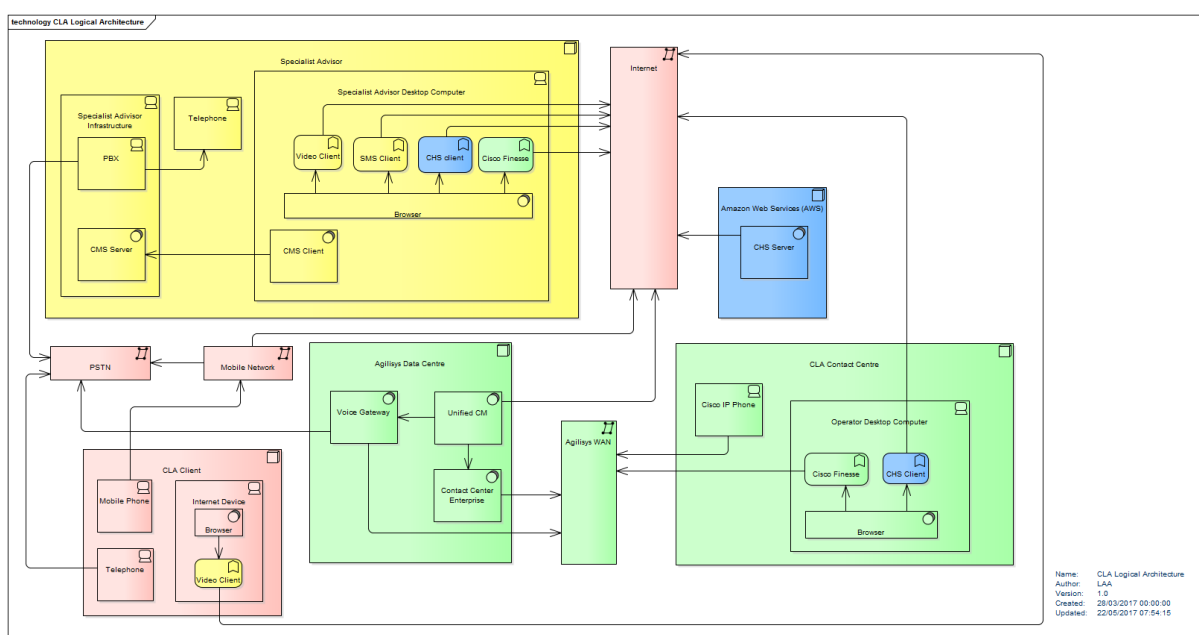 technology CLA Logical Architecture
Specialist Advisor
Specialist Adivisor
Infrastructure
PBX
CMS Server
Telephone
Specialist Advisor Desktop Computer
Video Client
SMS Client
CHS client
Cisco Finesse
Browser
CMS Client
Internet
Amazon Web Services (AWS)
CHS Server
PSTN
Mobile Network
Agilisys Data Centre
Voice Gateway
Unified CM
Contact Center
Enterprise
Agilisys WAN
CLA Contact Centre
Cisco IP Phone
Operator Desktop Computer
Cisco Finesse
CHS Client
Browser
CLA Client
Mobile Phone
Telephone
Internet Device
Browser
Video Client
Name: CLA Logical Architecture
Author: LAA
Version: 1.0
Created: 28/03/2017 00:00:00
Updated: 22/05/2017 07:54:15